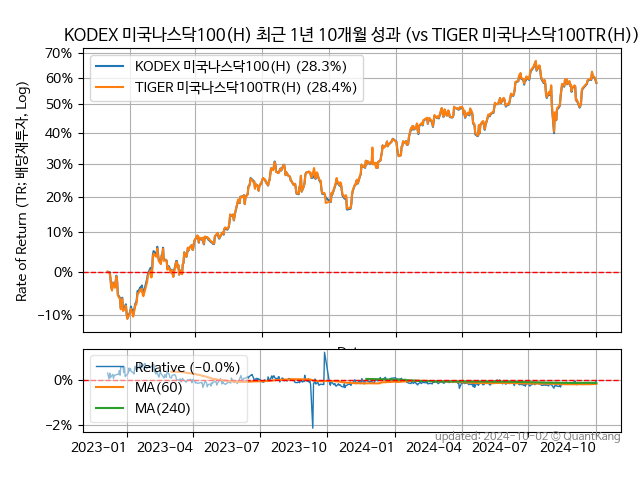 KODEX 미국나스닥100(H) 최근 1년 10개월 성과 (vs TIGER 미국나스닥100TR(H))
Rate of Return (TR; 배당재투자, Log)
70%
60%
50%
40%
30%
20%
10%
0%
−10%
KODEX 미국나스닥100(H) (28.3%)
TIGER 미국나스닥100TR(H) (28.4%)
0%
−2%
Relative (−0.0%)
MA(60)
MA(240)
updated: 2024-10-02 © QuantKang
2023-01 2023-04 2023-07 2023-10 2024-01 2024-04 2024-07 2024-10